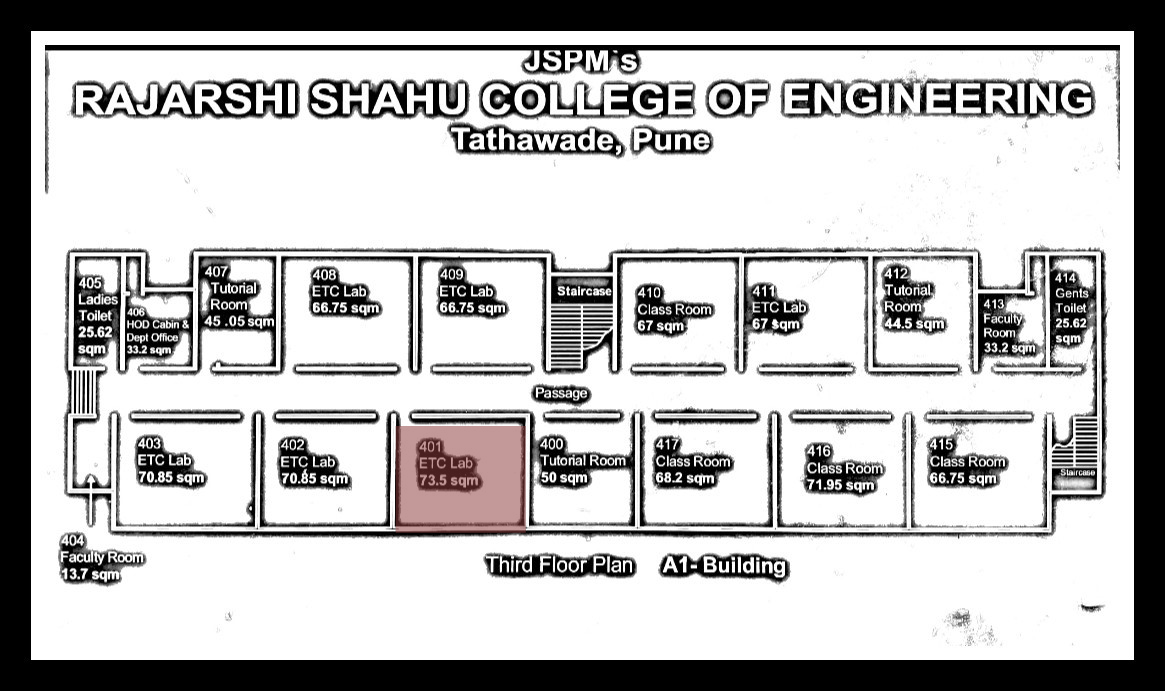 JSPM's
RAJARSHI SHAHU COLLEGE OF ENGINEERING
Tathawade, Pune
405
Ladies
Toilet
25.62
sqm
406
HOD Cabin &
Dept Office
33.2 sqm
407
Tutorial
Room
45 .05 sqm
408
ETC Lab
66.75 sqm
409
ETC Lab
66.75 sqm
Staircase
410
Class Room
67 sqm
411
ETC Lab
67 sqm
412
Tutorial
Room
44.5 sqm
413
Faculty
Room
33.2 sqm
414
Gents
Toilet
25.62
sqm
Passage
403
ETC Lab
70.85 sqm
402
ETC Lab
70.85 sqm
401
ETC Lab
73.5 sqm
400
Tutorial Room
50 sqm
417
Class Room
68.2 sqm
416
Class Room
71.95 sqm
415
Class Room
66.75 sqm
Staircase
404
Faculty Room
13.7 sqm
Third Floor Plan A1- Building